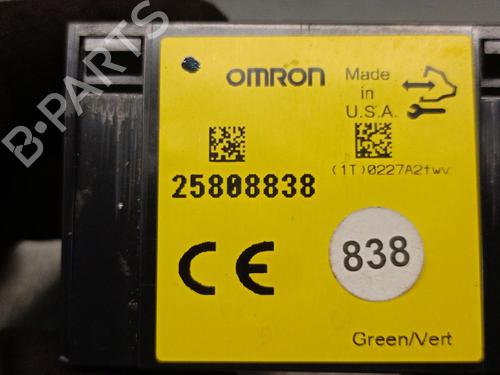 B-PARTS
OMRON
Made
in
U.S.A.
25808838
(1T)0227A2twv
CE
838
Green/Vert